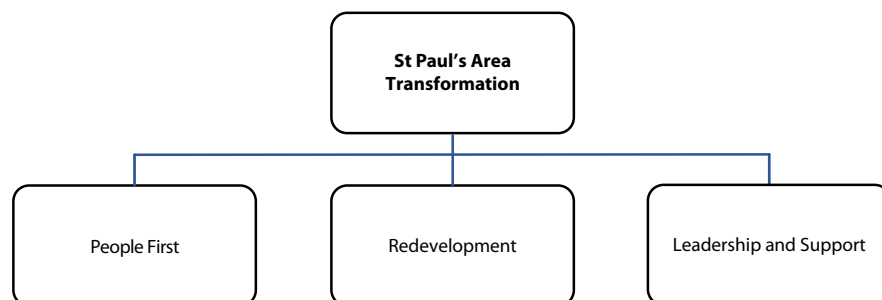 St Paul’s Area
Transformation
People First
Redevelopment
Leadership and Support